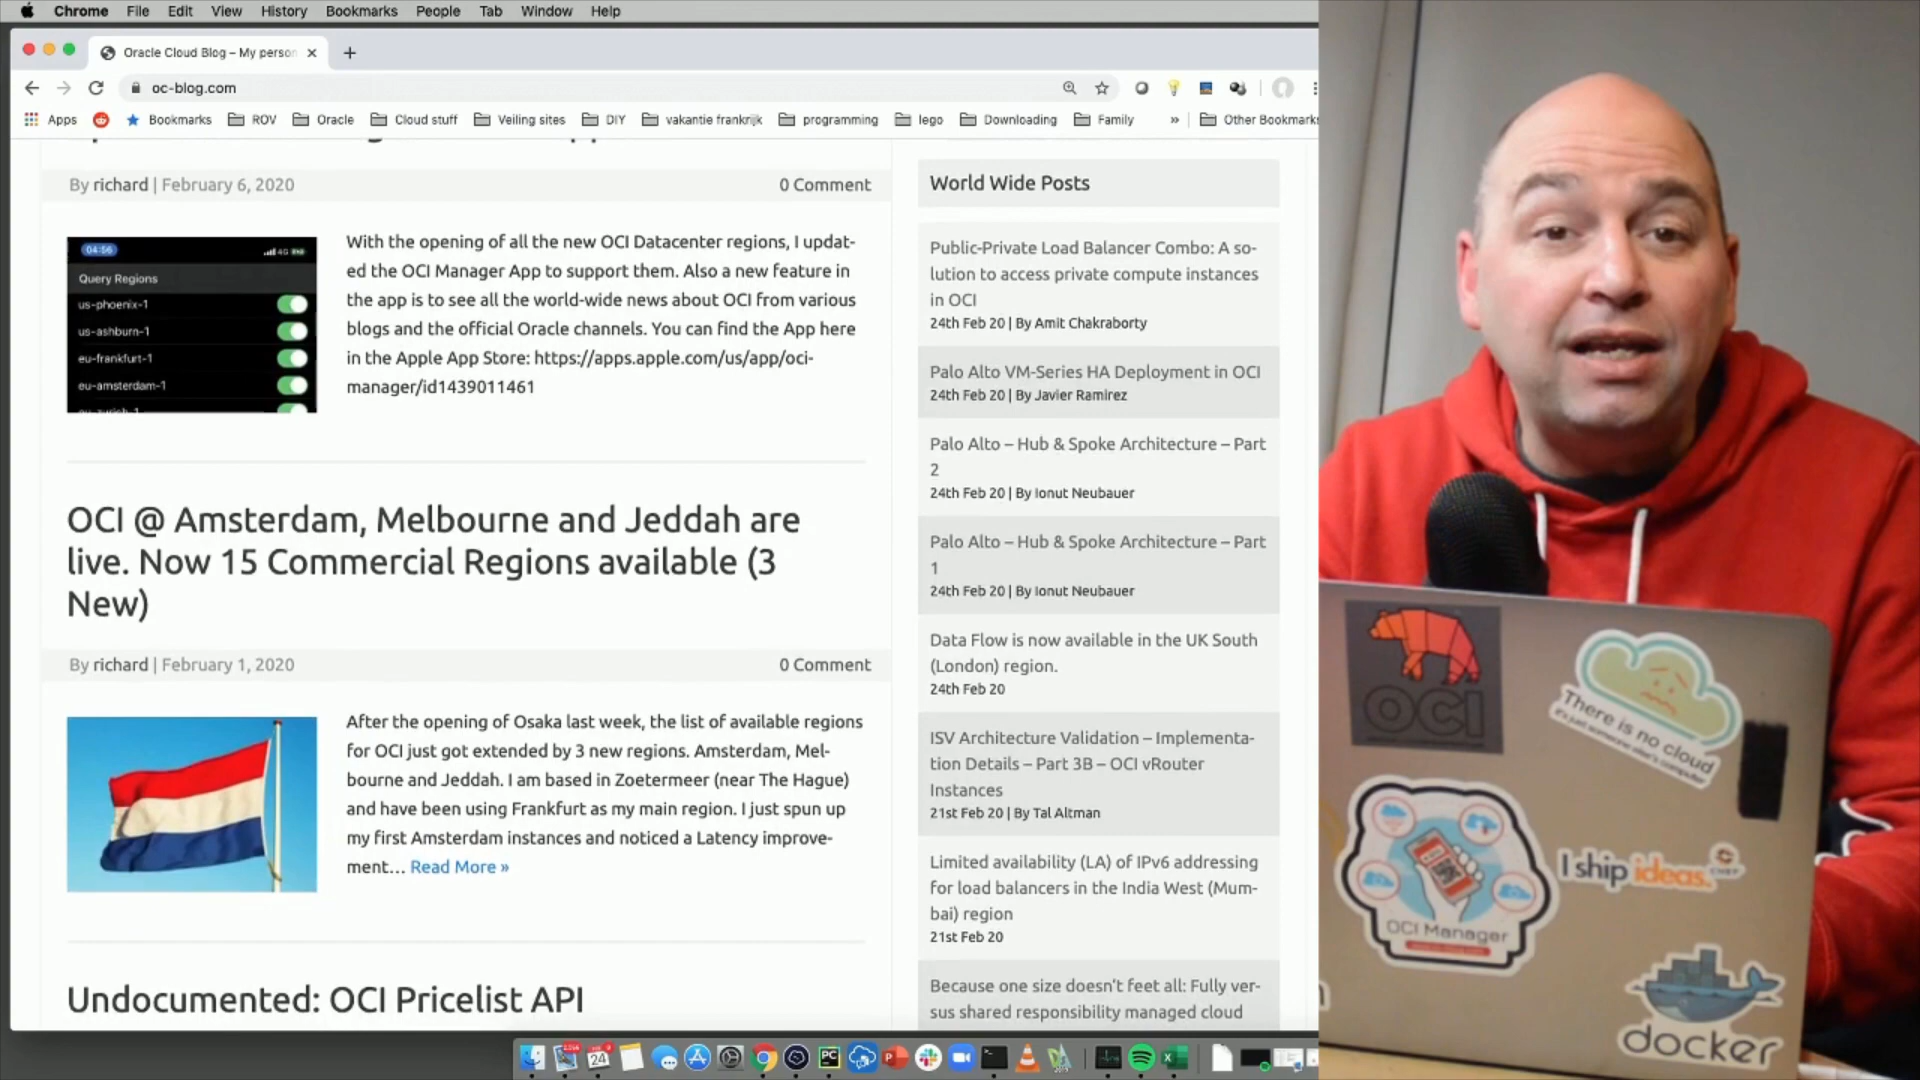 Chrome File Edit View History Bookmarks People Tab Window Help
Oracle Cloud Blog – My person
oc-blog.com
Apps Bookmarks ROV Oracle Cloud stuff Veiling sites DIY vakantie frankrijk programming lego Downloading Family » Other Bookmarks
By richard | February 6, 2020 0 Comment
04:56 4G
Query Regions
us-phoenix-1
us-ashburn-1
eu-frankfurt-1
eu-amsterdam-1
eu-zurich-1
With the opening of all the new OCI Datacenter regions, I updat-
ed the OCI Manager App to support them. Also a new feature in
the app is to see all the world-wide news about OCI from various
blogs and the official Oracle channels. You can find the App here
in the Apple App Store: https://apps.apple.com/us/app/oci-
manager/id1439011461
OCI @ Amsterdam, Melbourne and Jeddah are
live. Now 15 Commercial Regions available (3
New)
By richard | February 1, 2020 0 Comment
After the opening of Osaka last week, the list of available regions
for OCI just got extended by 3 new regions. Amsterdam, Mel-
bourne and Jeddah. I am based in Zoetermeer (near The Hague)
and have been using Frankfurt as my main region. I just spun up
my first Amsterdam instances and noticed a Latency improve-
ment… Read More »
Undocumented: OCI Pricelist API
World Wide Posts
Public-Private Load Balancer Combo: A so-
lution to access private compute instances
in OCI
24th Feb 20 | By Amit Chakraborty
Palo Alto VM-Series HA Deployment in OCI
24th Feb 20 | By Javier Ramirez
Palo Alto – Hub & Spoke Architecture – Part
2
24th Feb 20 | By Ionut Neubauer
Palo Alto – Hub & Spoke Architecture – Part
1
24th Feb 20 | By Ionut Neubauer
Data Flow is now available in the UK South
(London) region.
24th Feb 20
ISV Architecture Validation – Implementa-
tion Details – Part 3B – OCI vRouter
Instances
21st Feb 20 | By Tal Altman
Limited availability (LA) of IPv6 addressing
for load balancers in the India West (Mum-
bai) region
21st Feb 20
Because one size doesn't feet all: Fully ver-
sus shared responsibility managed cloud
24
PC
OCI
There is no cloud
it's just someone else's computer
I ship ideas.
CHEF
OCI Manager
docker